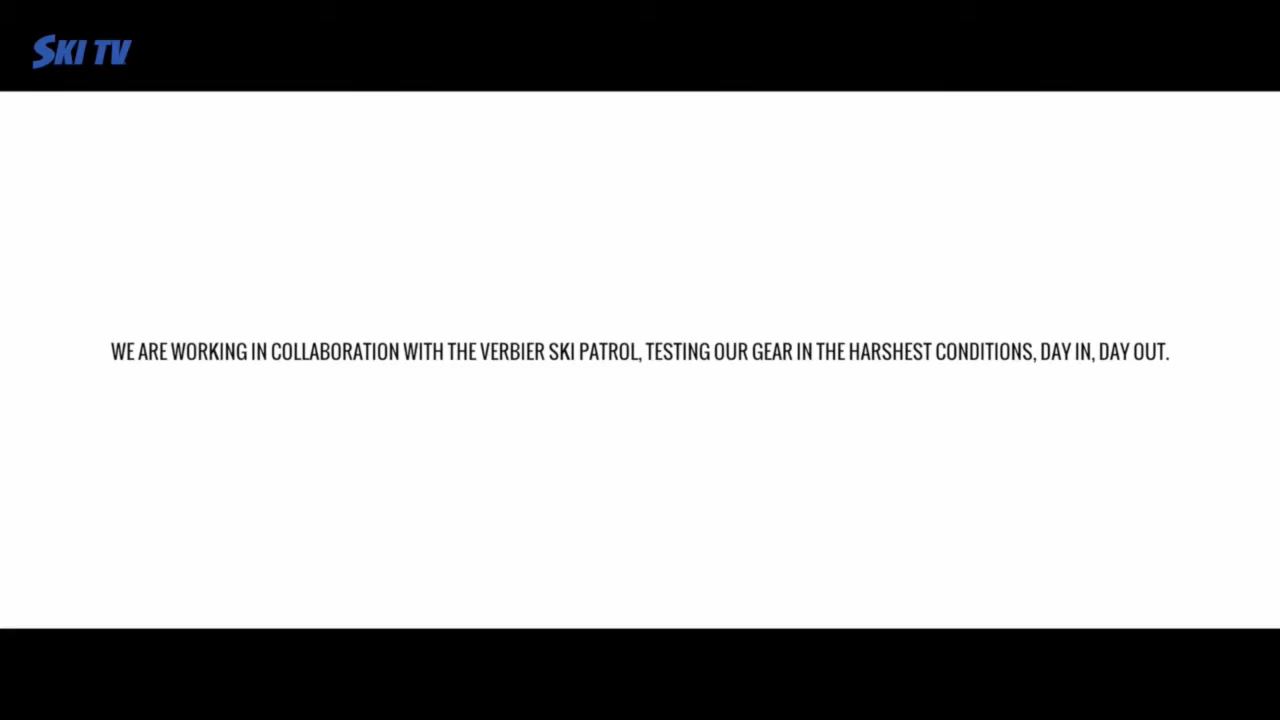 SKI TV
WE ARE WORKING IN COLLABORATION WITH THE VERBIER SKI PATROL, TESTING OUR GEAR IN THE HARSHEST CONDITIONS, DAY IN, DAY OUT.